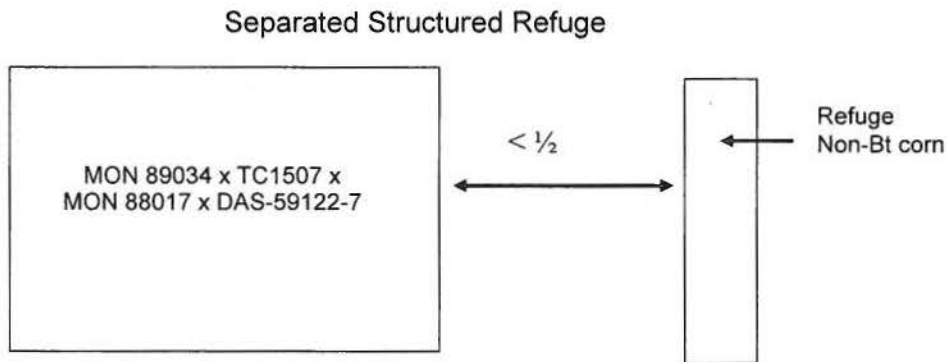 Separated Structured Refuge
MON 89034 x TC1507 x
MON 88017 x DAS-59122-7
< ½
Refuge
Non-Bt corn